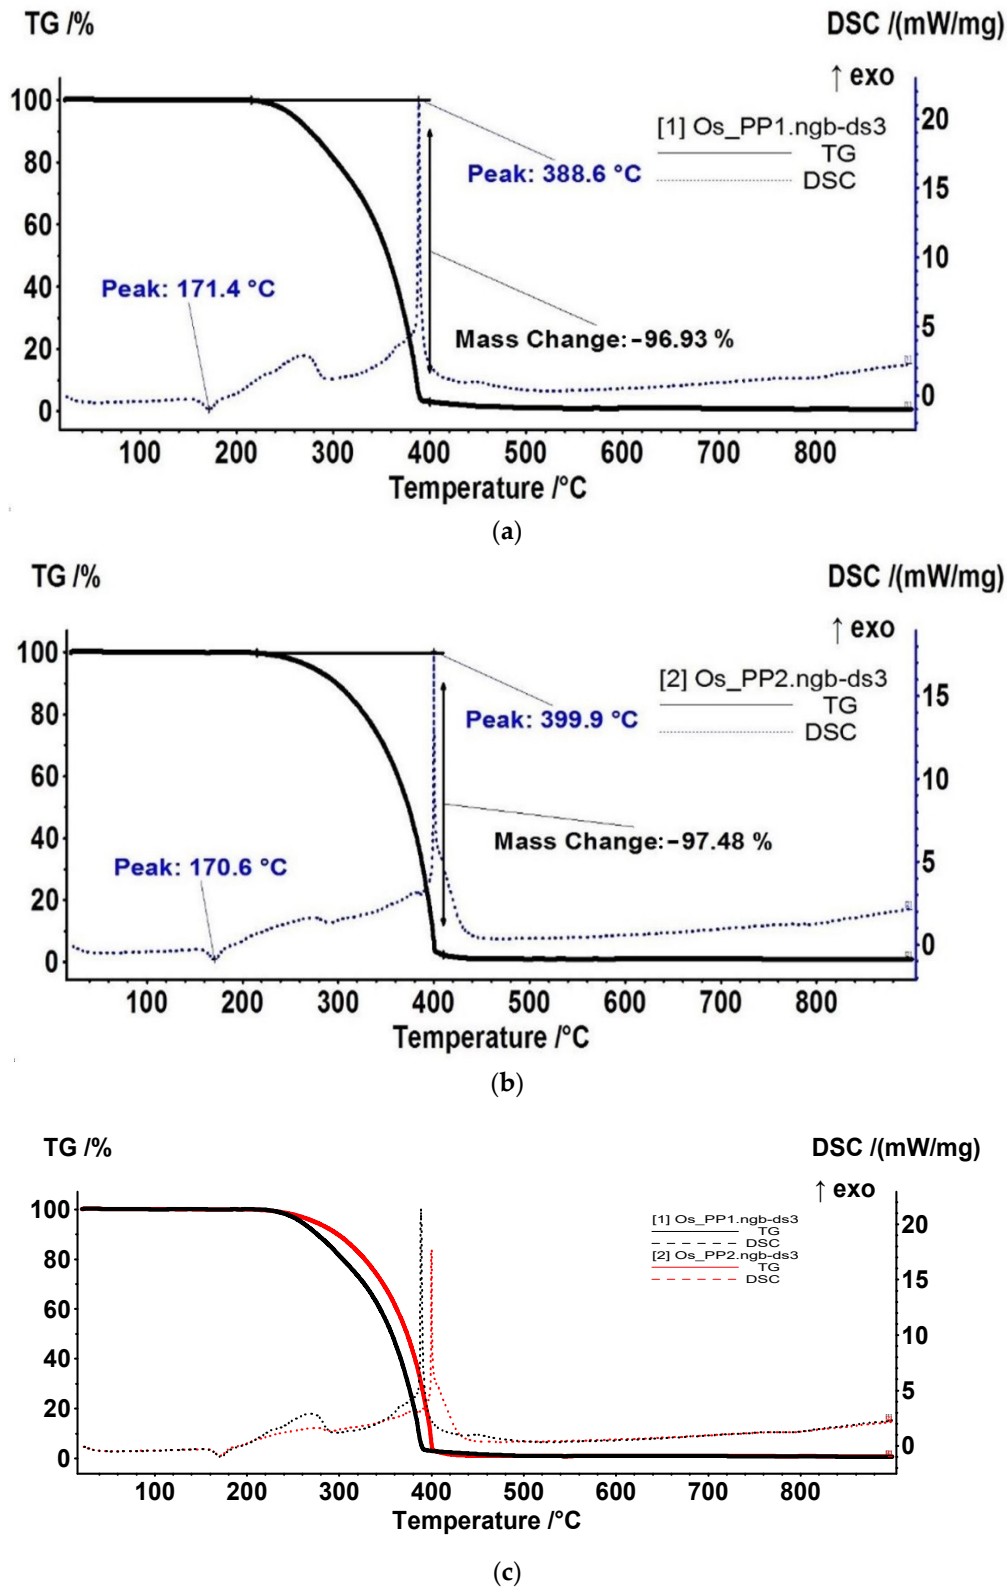 TG /%
DSC /(mW/mg)
↑ exo
100
80
60
40
20
0
20
15
10
5
0
[1] Os_PP1.ngb-ds3
TG
DSC
Peak: 388.6 °C
Peak: 171.4 °C
Mass Change:-96.93 %
100 200 300 400 500 600 700 800
Temperature /°C
(a)
TG /%
DSC /(mW/mg)
↑ exo
100
80
60
40
20
0
15
10
5
0
[2] Os_PP2.ngb-ds3
TG
DSC
Peak: 399.9 °C
Mass Change:-97.48 %
Peak: 170.6 °C
100 200 300 400 500 600 700 800
Temperature /°C
(b)
TG /%
DSC /(mW/mg)
↑ exo
100
80
60
40
20
0
20
15
10
5
0
[1] Os_PP1.ngb-ds3
TG
DSC
[2] Os_PP2.ngb-ds3
TG
DSC
100 200 300 400 500 600 700 800
Temperature /°C
(c)